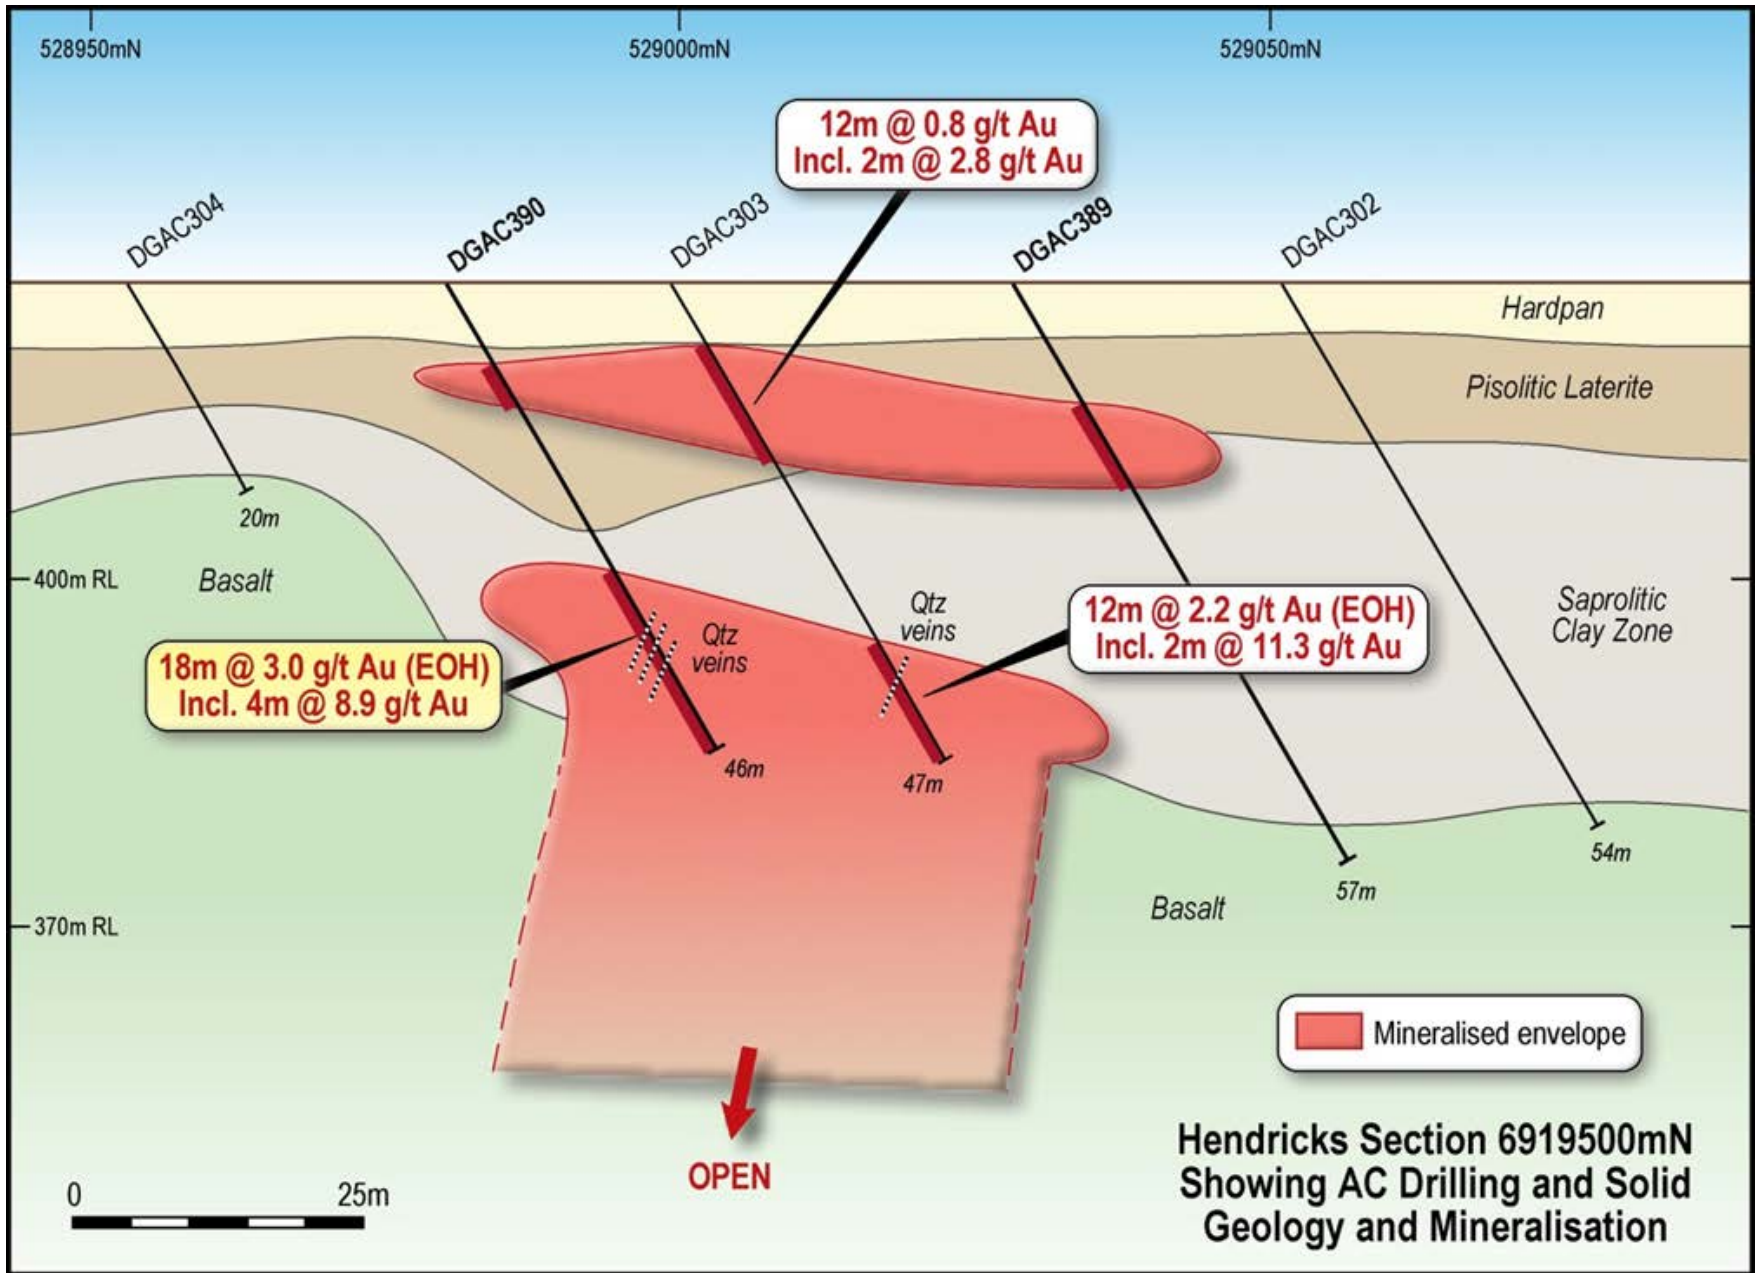 528950mN
529000mN
529050mN
12m @ 0.8 g/t Au
Incl. 2m @ 2.8 g/t Au
DGAC304
DGAC390
DGAC303
DGAC389
DGAC302
Hardpan
Pisolitic Laterite
20m
400m RL
Basalt
Qtz
veins
Qtz
veins
12m @ 2.2 g/t Au (EOH)
Incl. 2m @ 11.3 g/t Au
Saprolitic
Clay Zone
18m @ 3.0 g/t Au (EOH)
Incl. 4m @ 8.9 g/t Au
46m
47m
54m
57m
Basalt
370m RL
Mineralised envelope
OPEN
Hendricks Section 6919500mN
Showing AC Drilling and Solid
Geology and Mineralisation
0 25m